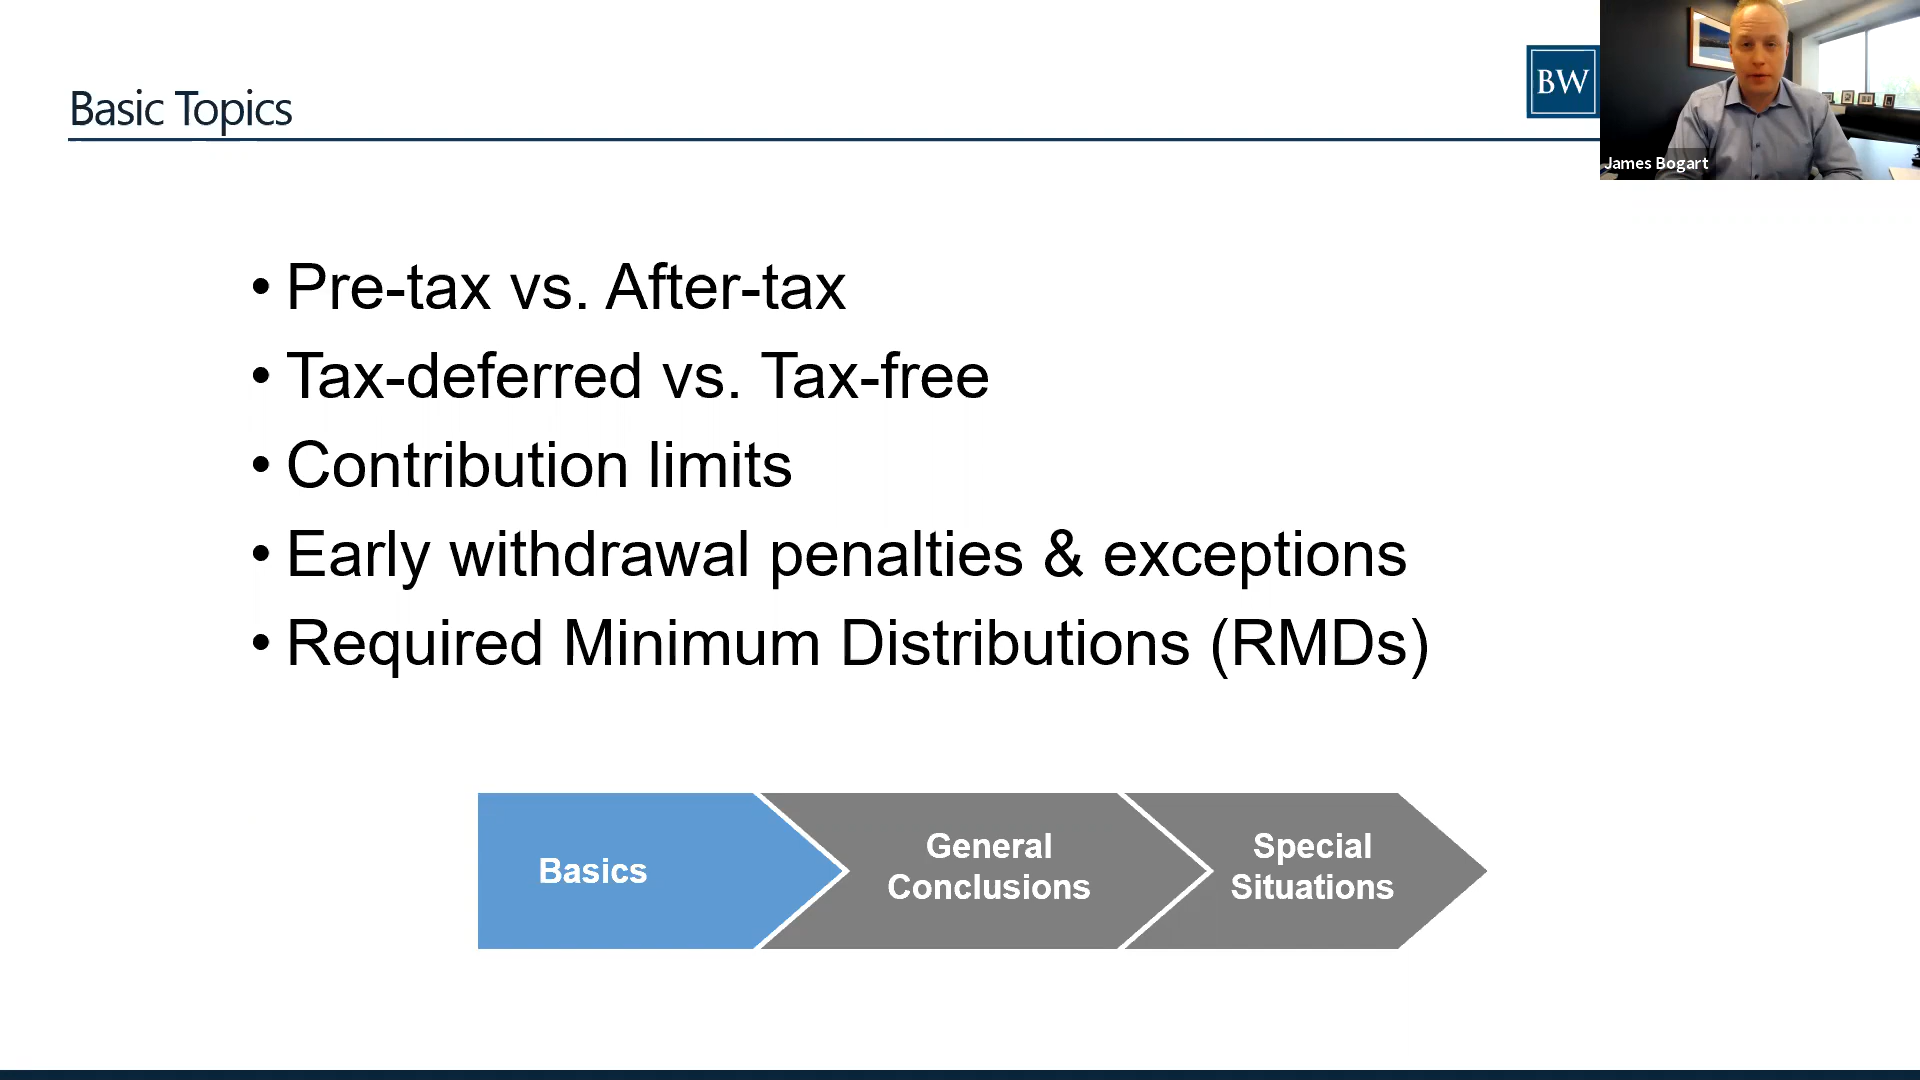 Basic Topics
BW
James Bogart
• Pre-tax vs. After-tax
• Tax-deferred vs. Tax-free
• Contribution limits
• Early withdrawal penalties & exceptions
• Required Minimum Distributions (RMDs)
Basics
General
Conclusions
Special
Situations